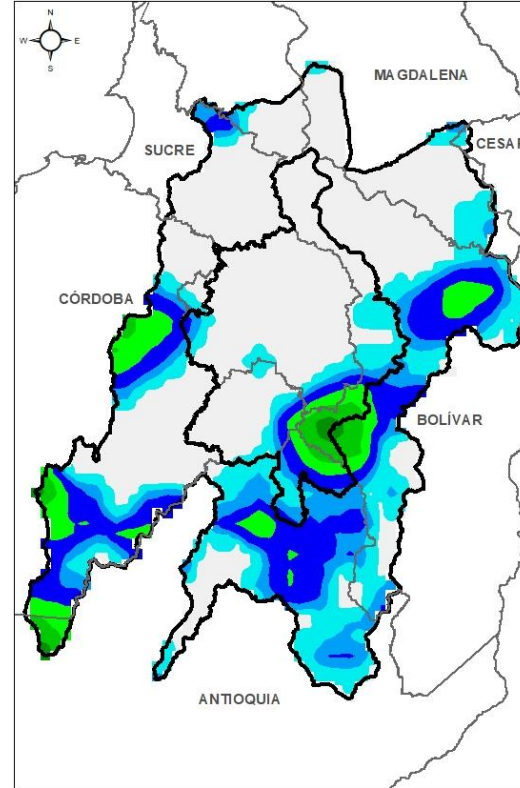 N
W E
S
MAGDALENA
CESAR
SUCRE
CÓRDOBA
BOLÍVAR
ANTIOQUIA